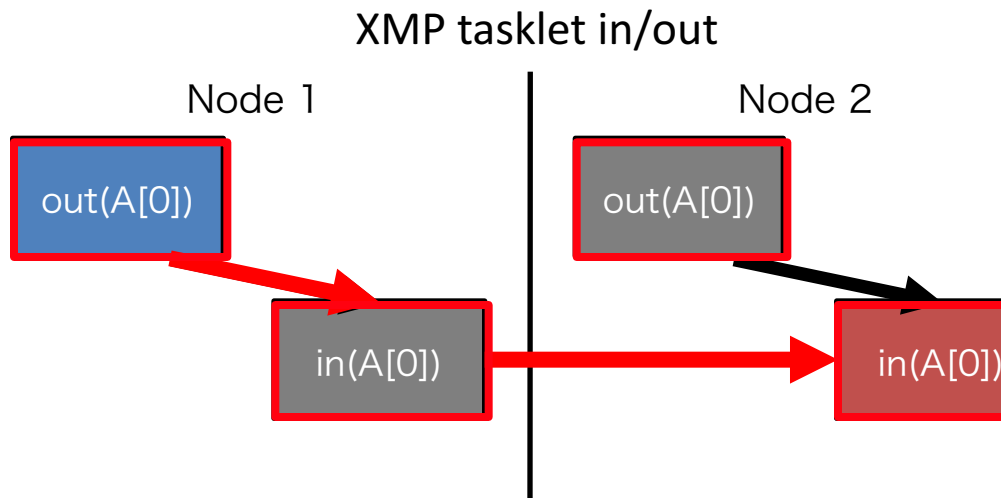 XMP tasklet in/out
Node 1
Node 2
out(A[0])
out(A[0])
in(A[0])
in(A[0])